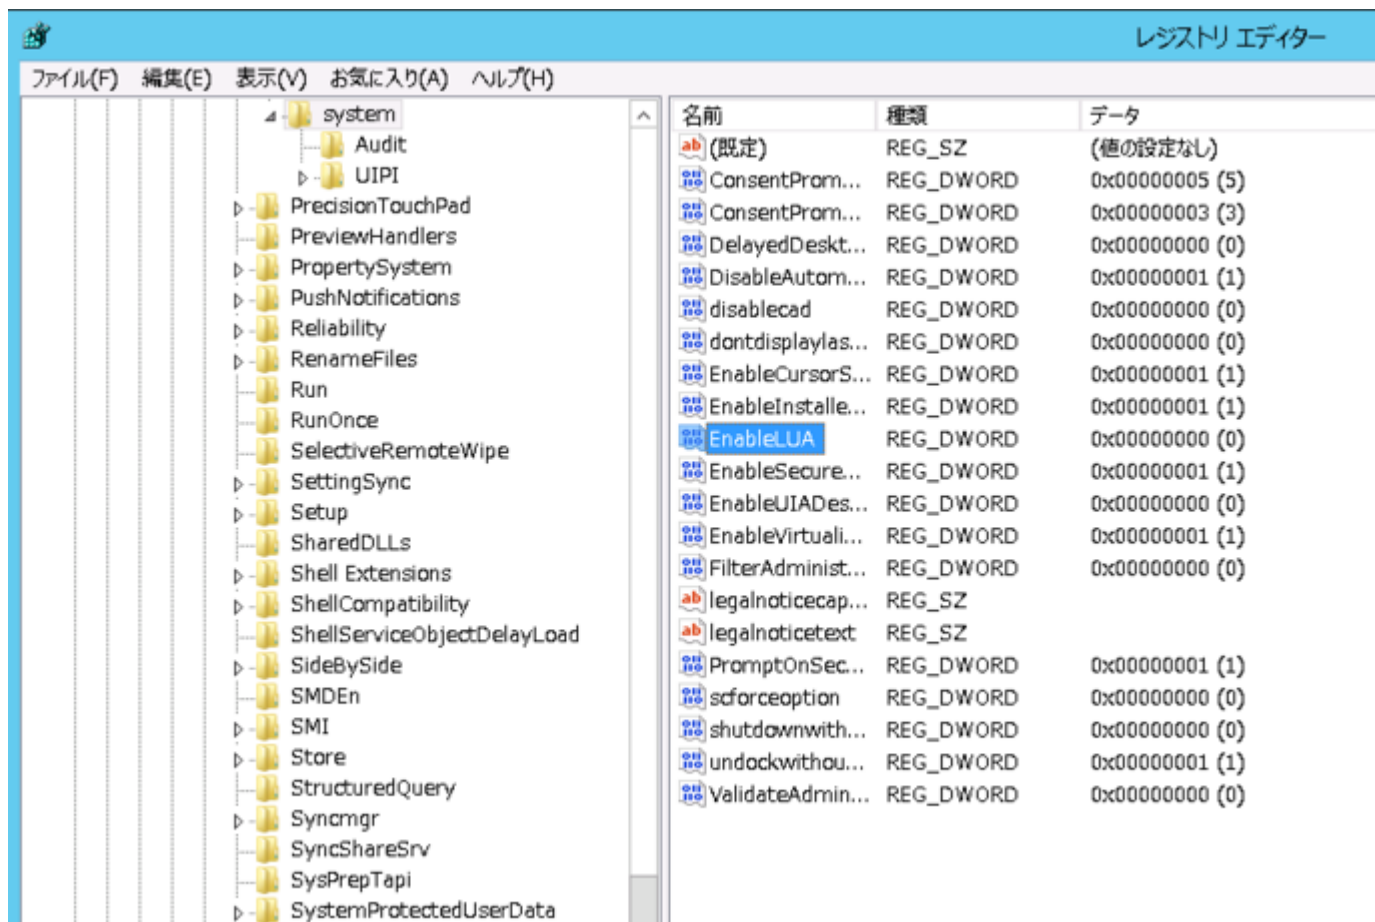 レジストリ エディター
ファイル(F) 編集(E) 表示(V) お気に入り(A) ヘルプ(H)
system
Audit
UIPI
PrecisionTouchPad
PreviewHandlers
PropertySystem
PushNotifications
Reliability
RenameFiles
Run
RunOnce
SelectiveRemoteWipe
SettingSync
Setup
SharedDLLs
Shell Extensions
ShellCompatibility
ShellServiceObjectDelayLoad
SideBySide
SMDEn
SMI
Store
StructuredQuery
Syncmgr
SyncShareSrv
SysPrepTapi
SystemProtectedUserData
名前 種類 データ
(既定) REG_SZ (値の設定なし)
ConsentProm... REG_DWORD 0x00000005 (5)
ConsentProm... REG_DWORD 0x00000003 (3)
DelayedDeskt... REG_DWORD 0x00000000 (0)
DisableAutom... REG_DWORD 0x00000001 (1)
disablecad REG_DWORD 0x00000000 (0)
dontdisplaylas... REG_DWORD 0x00000000 (0)
EnableCursorS... REG_DWORD 0x00000001 (1)
EnableInstalle... REG_DWORD 0x00000001 (1)
EnableLUA REG_DWORD 0x00000000 (0)
EnableSecure... REG_DWORD 0x00000001 (1)
EnableUIADes... REG_DWORD 0x00000000 (0)
EnableVirtuali... REG_DWORD 0x00000001 (1)
FilterAdminist... REG_DWORD 0x00000000 (0)
legalnoticecap... REG_SZ
legalnoticetext REG_SZ
PromptOnSec... REG_DWORD 0x00000001 (1)
scforceoption REG_DWORD 0x00000000 (0)
shutdownwith... REG_DWORD 0x00000000 (0)
undockwithou... REG_DWORD 0x00000001 (1)
ValidateAdmin... REG_DWORD 0x00000000 (0)